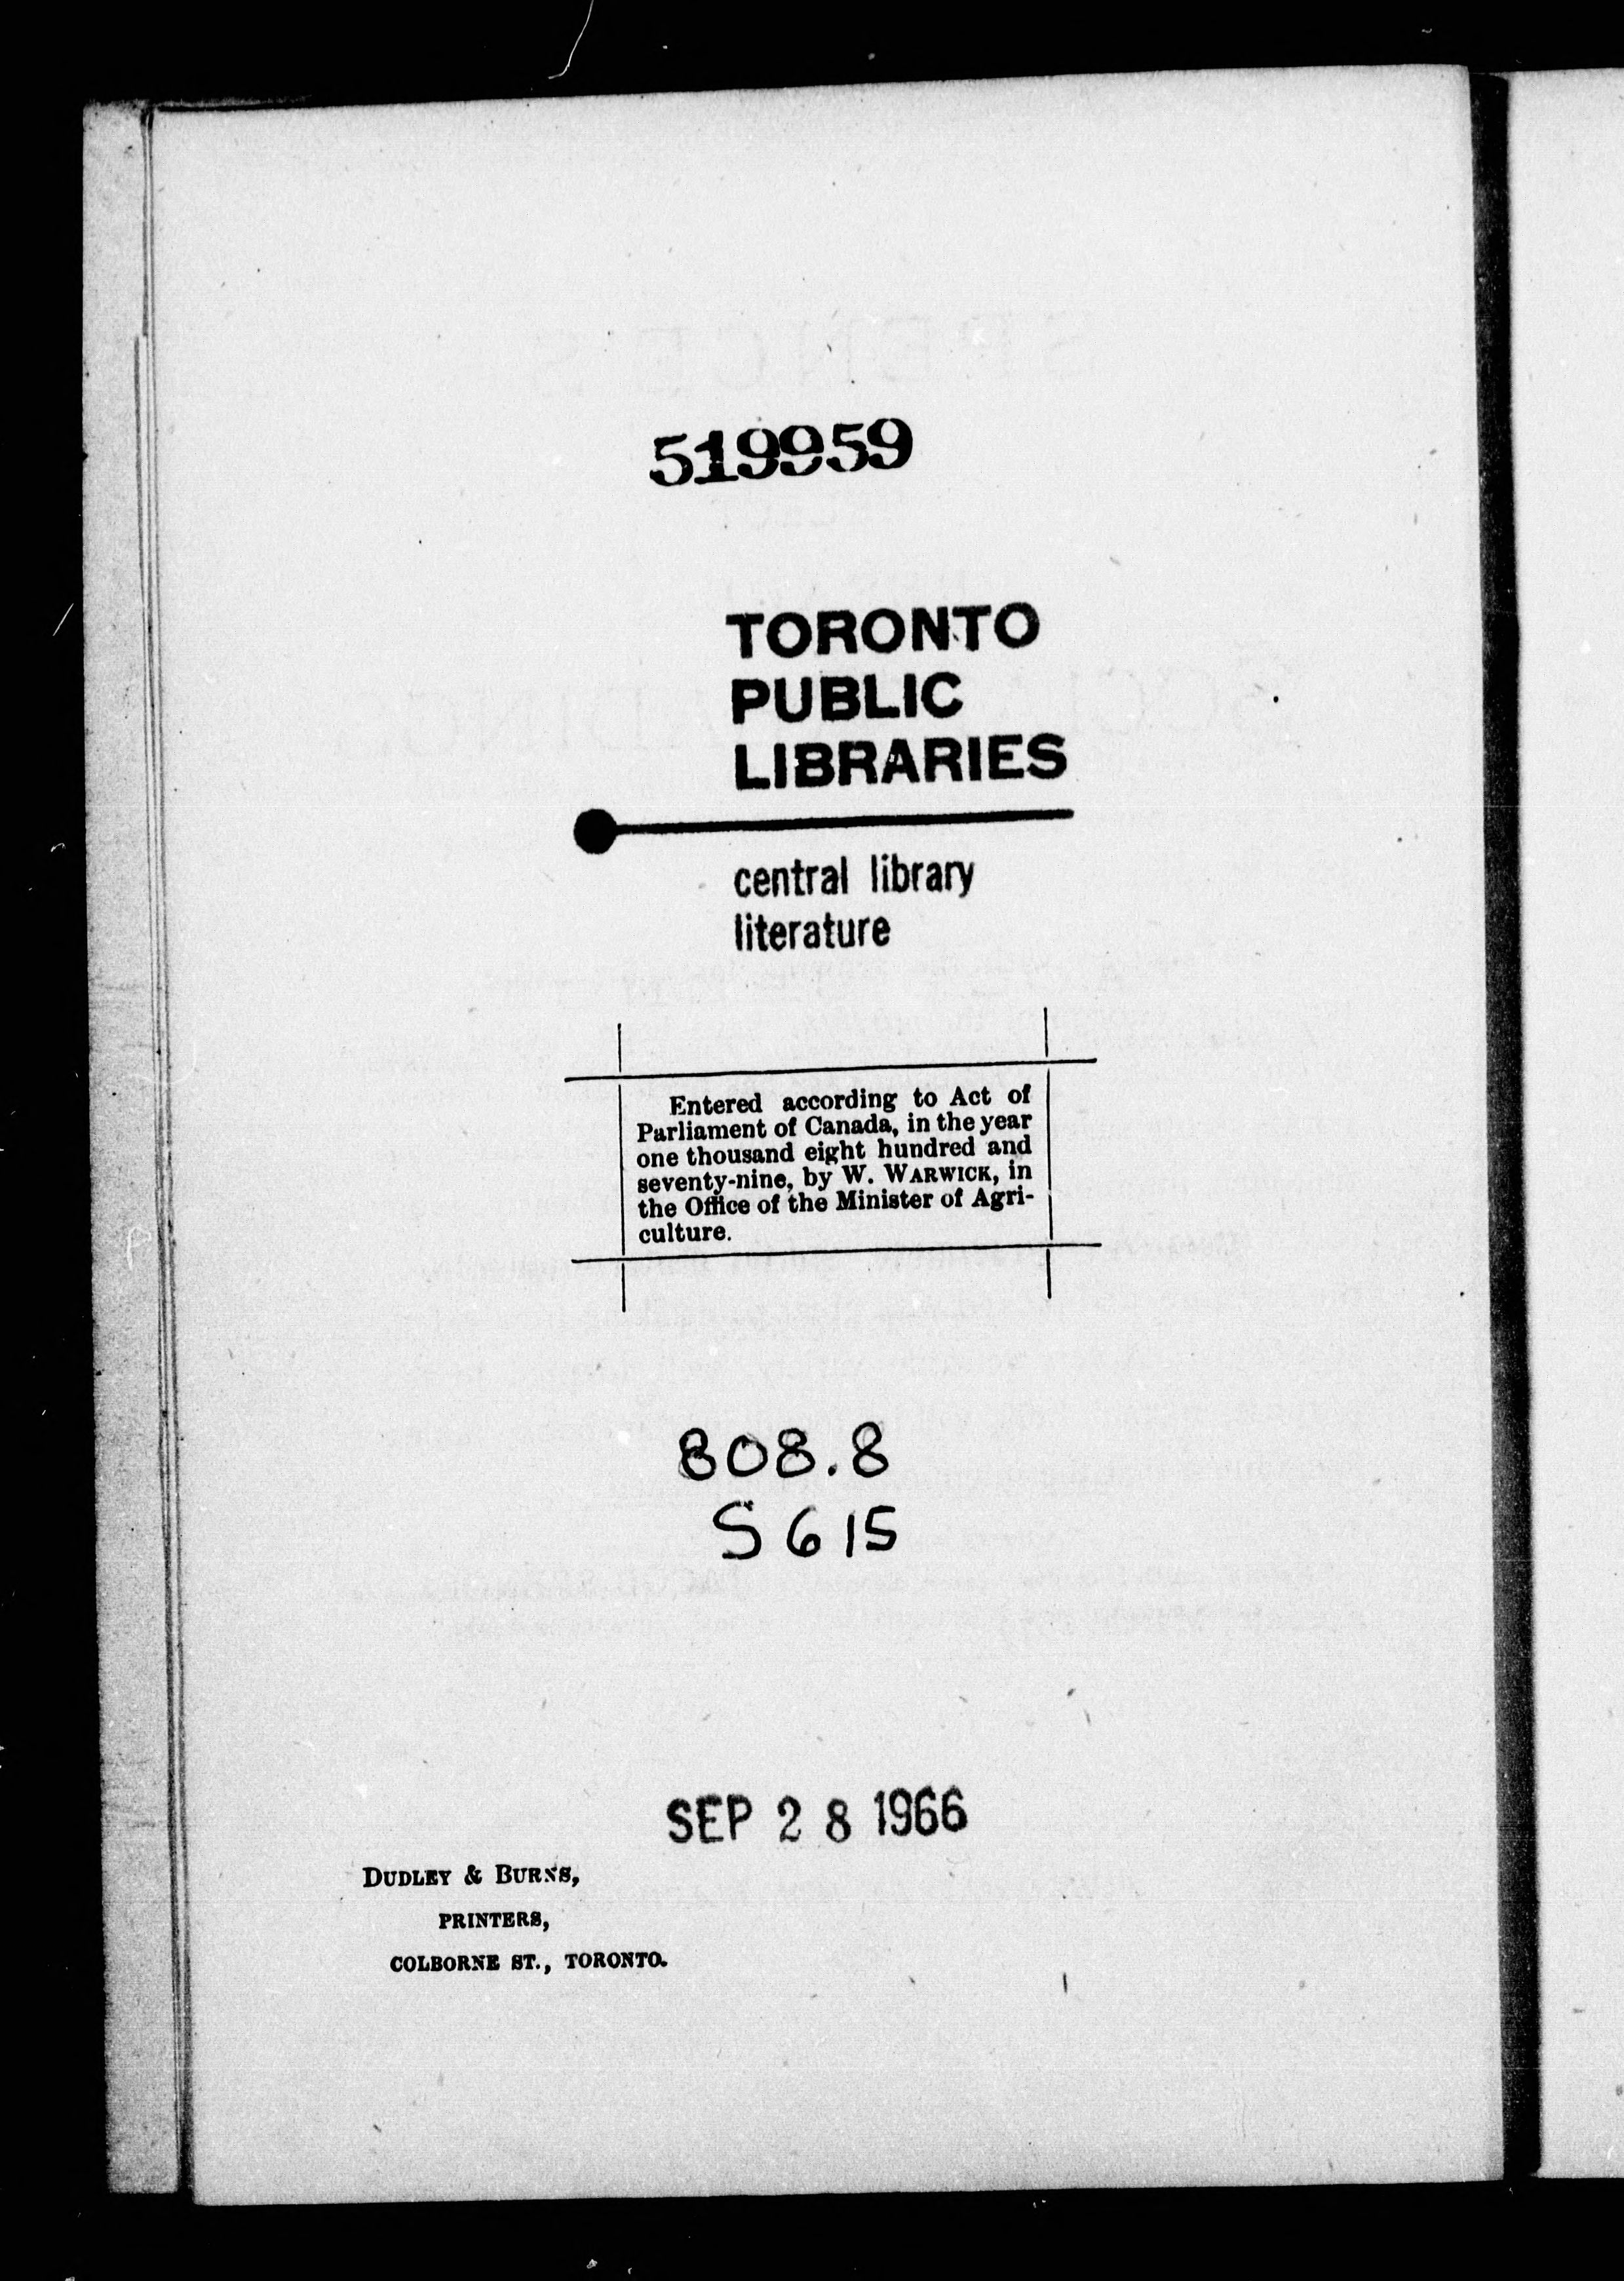 519959
TORONTO
PUBLIC
LIBRARIES
central library
literature
Entered according to Act of
Parliament of Canada, in the year
one thousand eight hundred and
seventy-nine, by W. WARWICK, in
the Office of the Minister of Agri-
culture.
808.8
S615
SEP 28 1966
DUDLEY & BURNS,
PRINTERS,
COLBORNE ST., TORONTO.